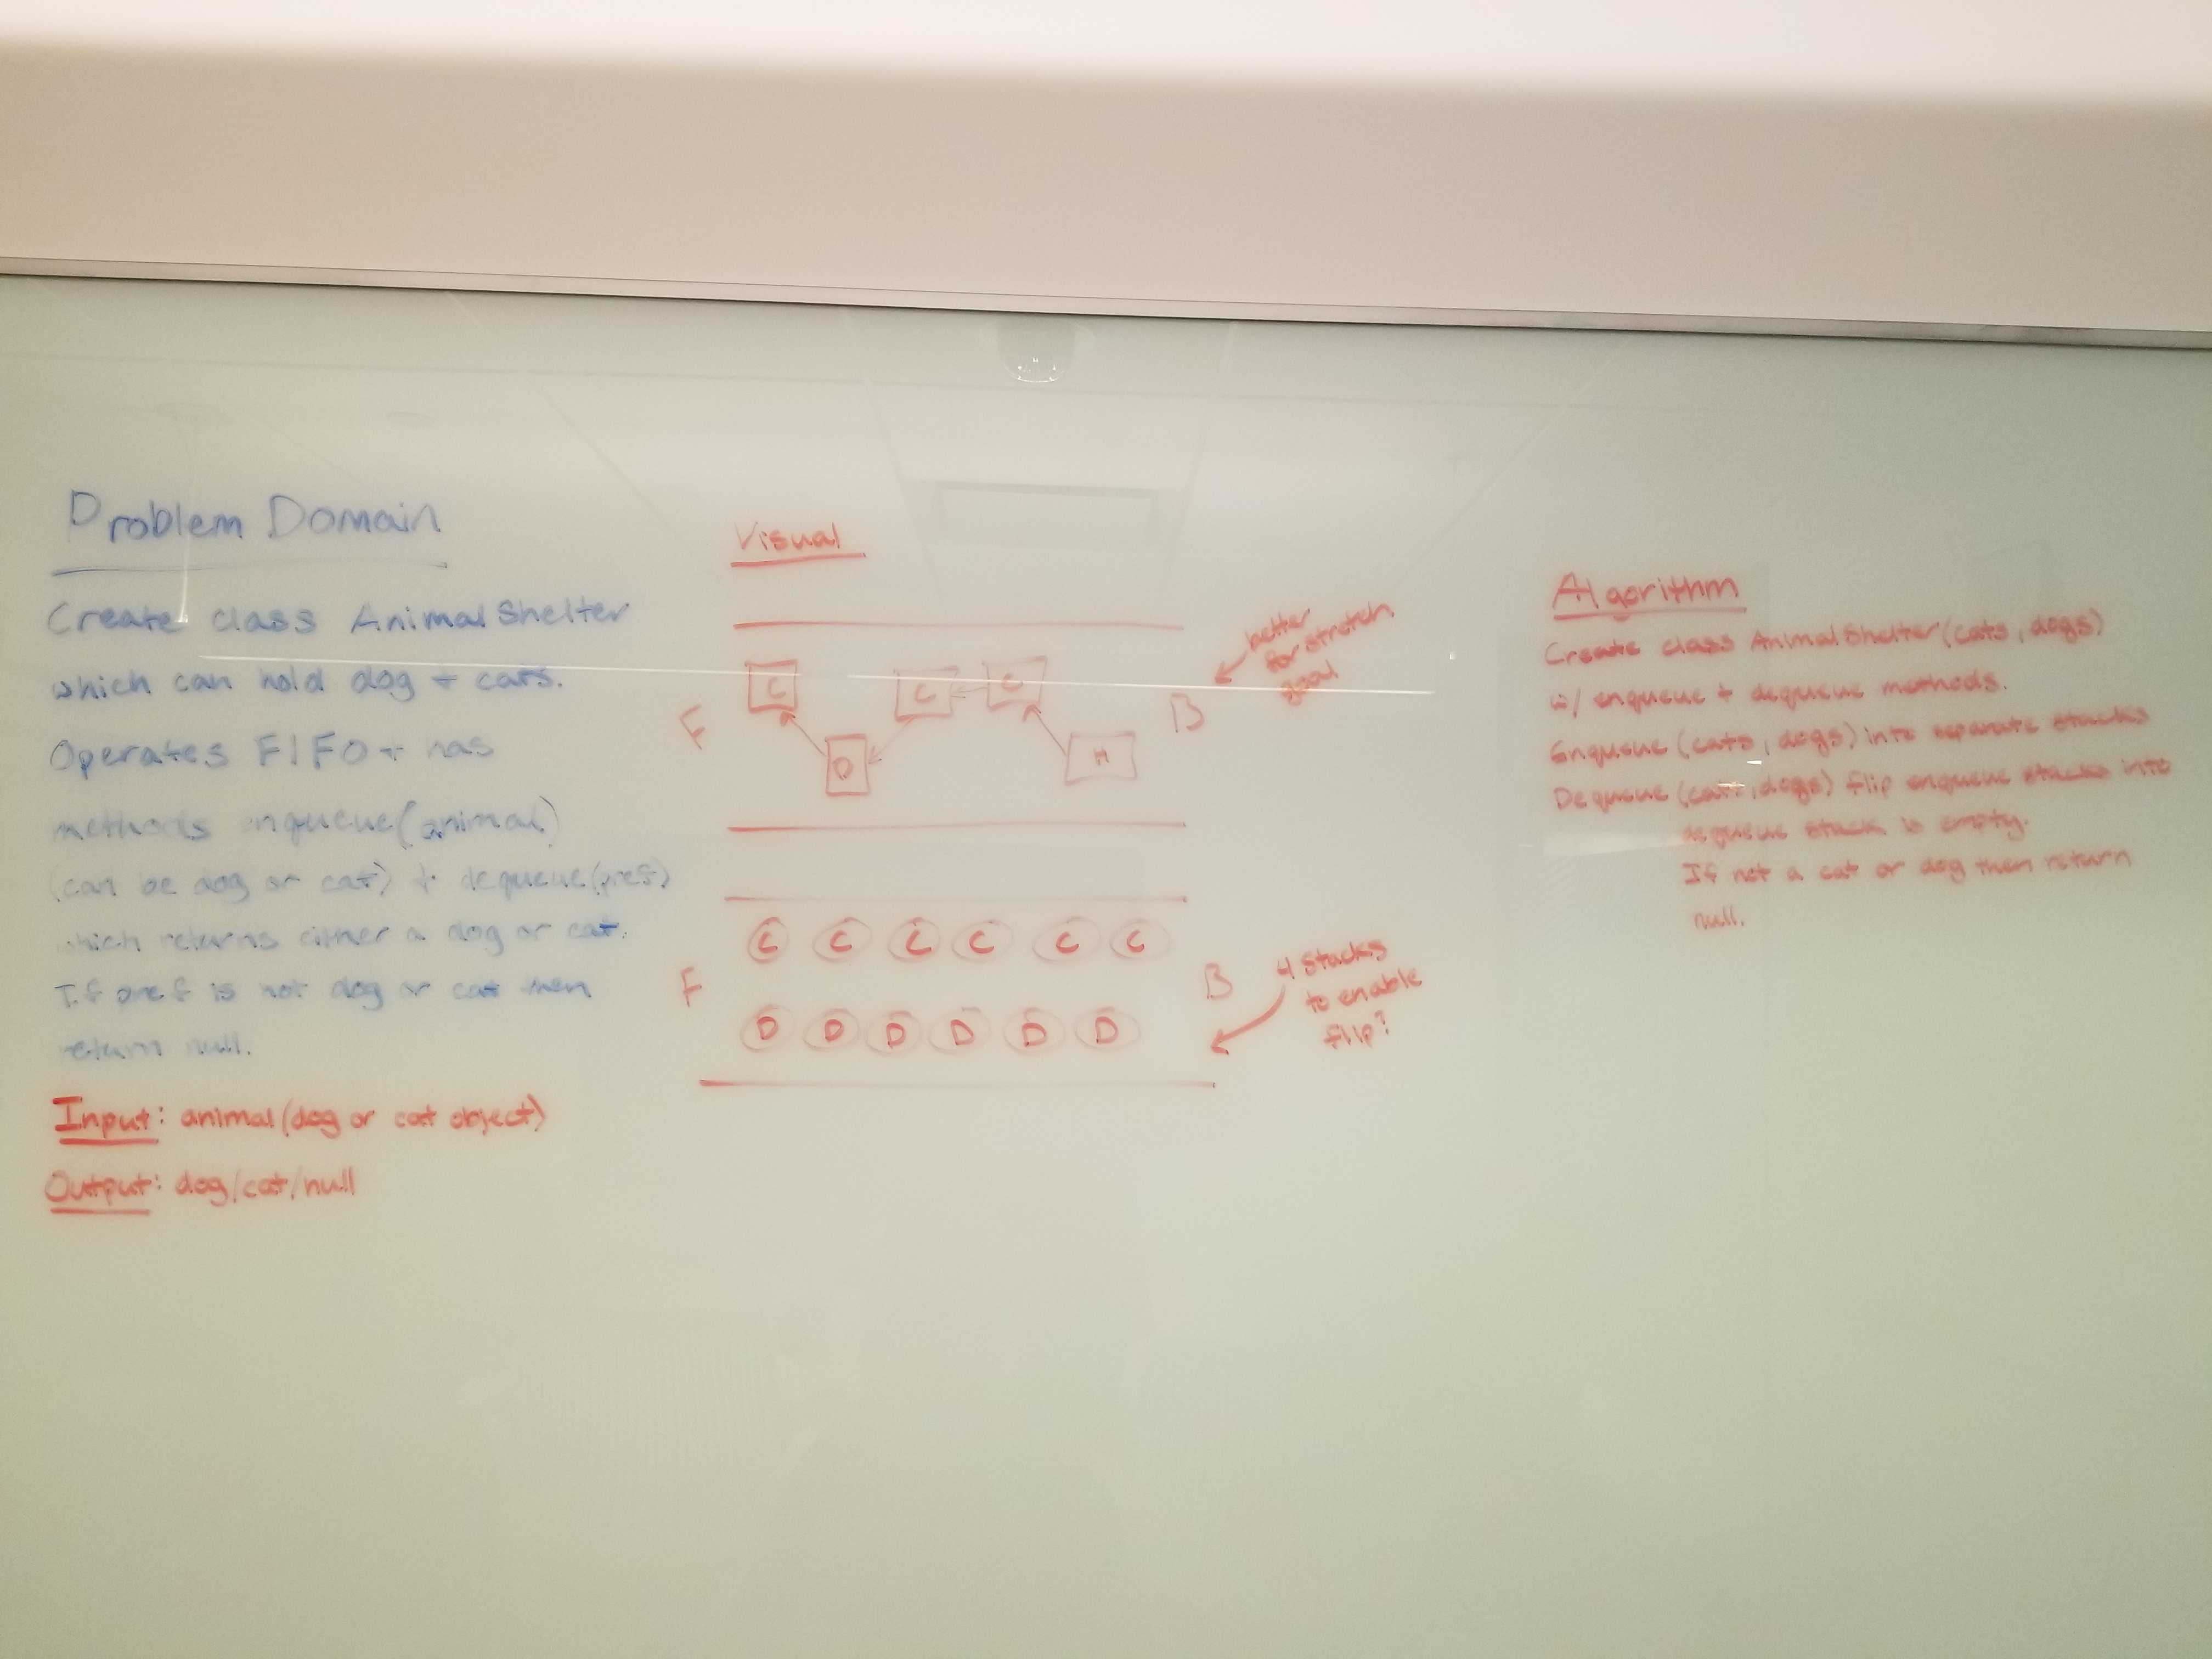 Problem Domain
Create class AnimalShelter
which can hold dog + cats.
Operates FIFO + has
methods enqueue(animal)
(can be dog or cat) + dequeue(pref)
which returns either a dog or cat.
If pref is not dog or cat then
return null.
Input: animal(dog or cat object)
Output: dog/cat/null
Visual
C C C
F B
D H
better
for stretch
goal
C C C C C C
F B
D D D D D D
4 stacks
to enable
flip?
Algorithm
Create class AnimalShelter(cats, dogs)
w/ enqueue + dequeue methods.
Enqueue (cats, dogs) into separate stacks
Dequeue (cats, dogs) flip enqueue stacks into
dequeue stack is empty.
If not a cat or dog then return
null.